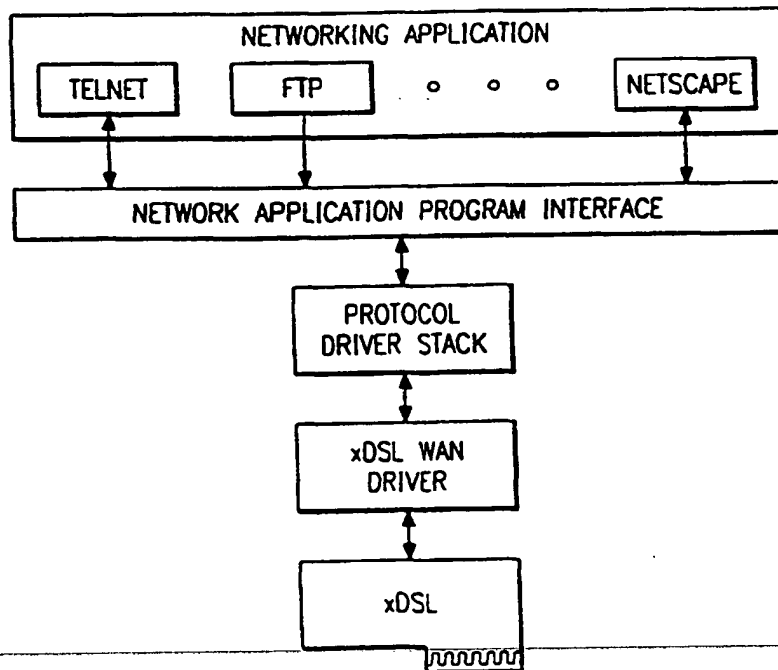 NETWORKING APPLICATION
TELNET
FTP
NETSCAPE
NETWORK APPLICATION PROGRAM INTERFACE
PROTOCOL
DRIVER STACK
xDSL WAN
DRIVER
xDSL